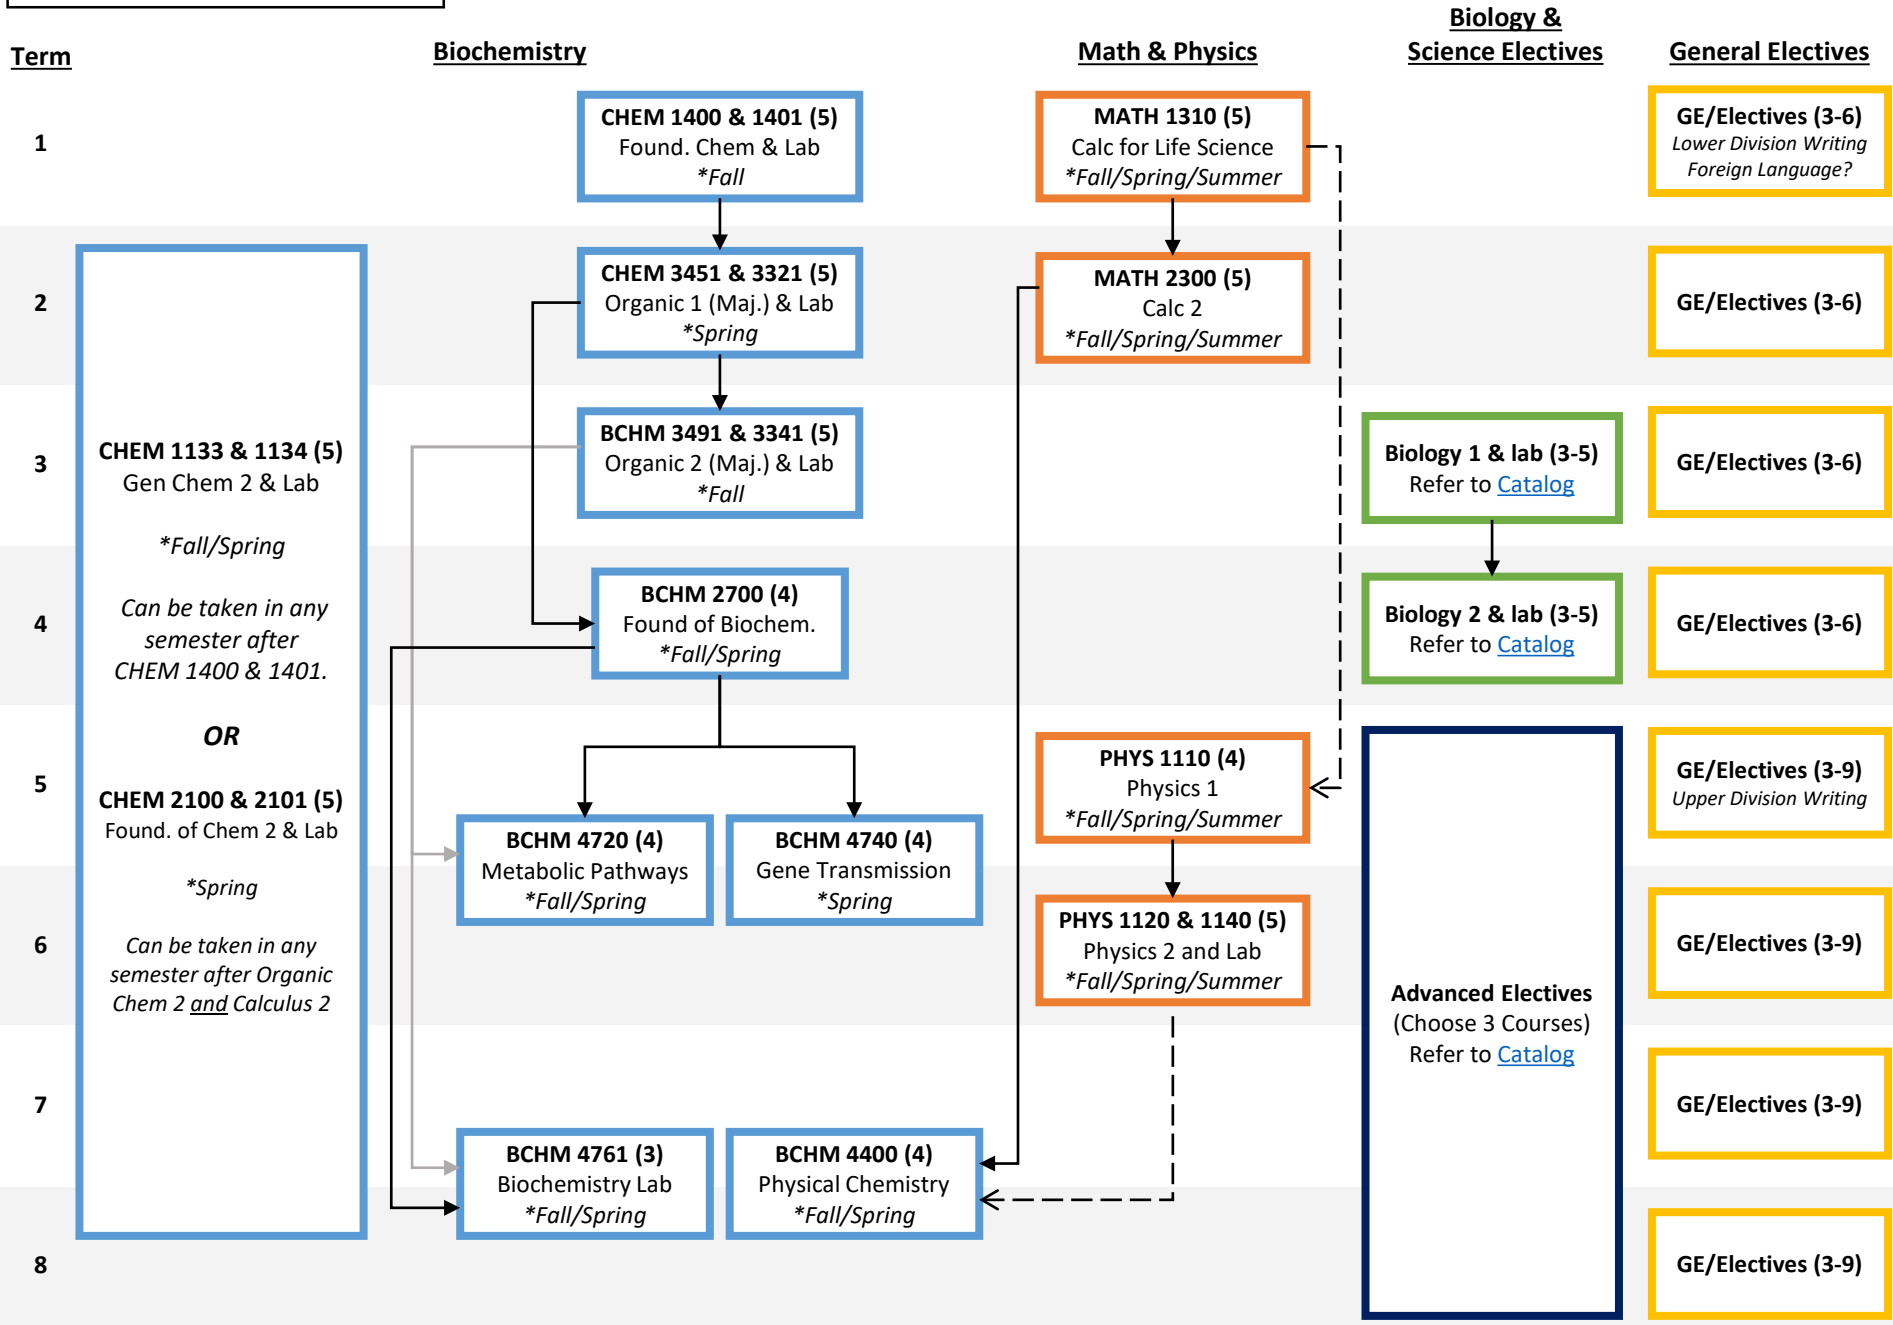 Term
Biochemistry
Math & Physics
Biology &
Science Electives
General Electives
1
CHEM 1400 & 1401 (5)
Found. Chem & Lab
*Fall
MATH 1310 (5)
Calc for Life Science
*Fall/Spring/Summer
GE/Electives (3-6)
Lower Division Writing
Foreign Language?
2
CHEM 3451 & 3321 (5)
Organic 1 (Maj.) & Lab
*Spring
MATH 2300 (5)
Calc 2
*Fall/Spring/Summer
GE/Electives (3-6)
CHEM 1133 & 1134 (5)
Gen Chem 2 & Lab
*Fall/Spring
Can be taken in any
semester after
CHEM 1400 & 1401.
OR
CHEM 2100 & 2101 (5)
Found. of Chem 2 & Lab
*Spring
Can be taken in any
semester after Organic
Chem 2 and Calculus 2
3
BCHM 3491 & 3341 (5)
Organic 2 (Maj.) & Lab
*Fall
Biology 1 & lab (3-5)
Refer to Catalog
GE/Electives (3-6)
4
BCHM 2700 (4)
Found of Biochem.
*Fall/Spring
Biology 2 & lab (3-5)
Refer to Catalog
GE/Electives (3-6)
5
PHYS 1110 (4)
Physics 1
*Fall/Spring/Summer
GE/Electives (3-9)
Upper Division Writing
BCHM 4720 (4)
Metabolic Pathways
*Fall/Spring
BCHM 4740 (4)
Gene Transmission
*Spring
6
PHYS 1120 & 1140 (5)
Physics 2 and Lab
*Fall/Spring/Summer
GE/Electives (3-9)
Advanced Electives
(Choose 3 Courses)
Refer to Catalog
7
GE/Electives (3-9)
BCHM 4761 (3)
Biochemistry Lab
*Fall/Spring
BCHM 4400 (4)
Physical Chemistry
*Fall/Spring
8
GE/Electives (3-9)